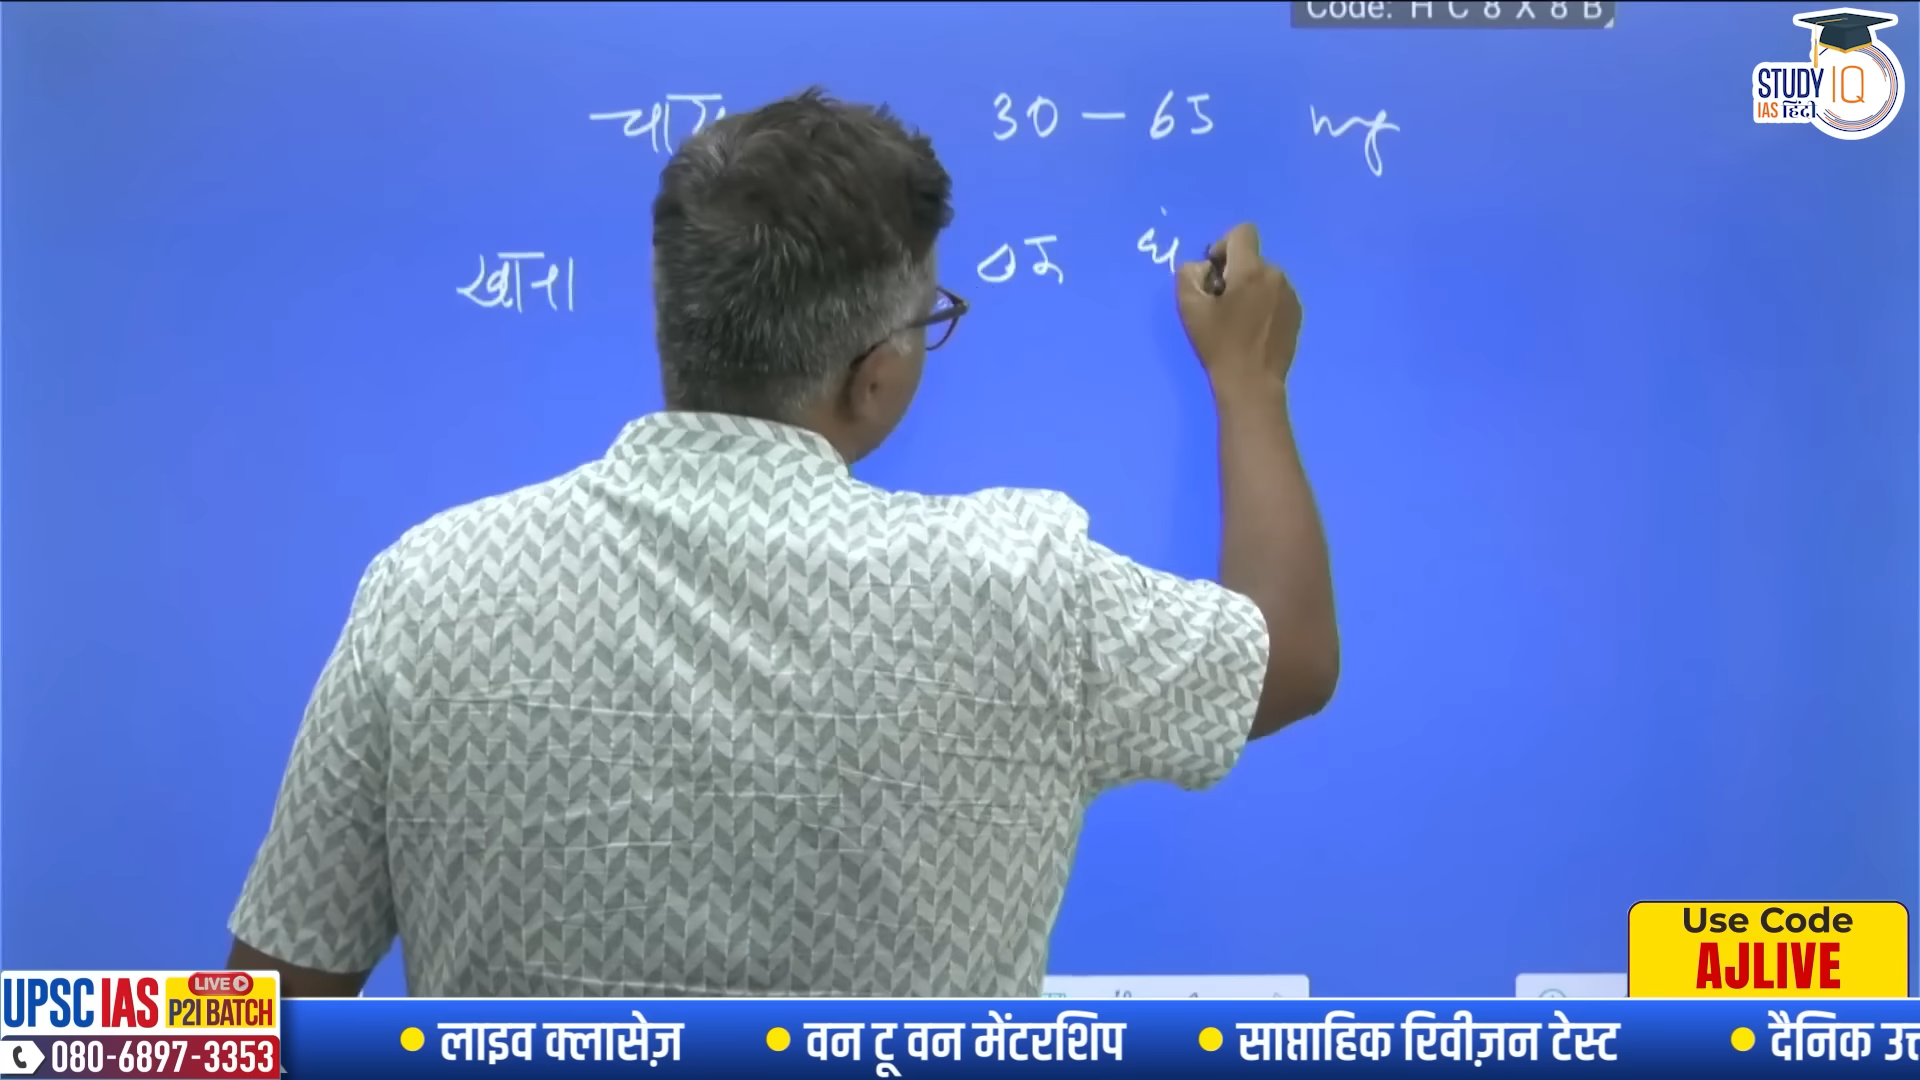 Code: H C 8 X 8 B
STUDY IQ
IAS हिंदी
30 – 65 mg
खाना
Use Code
AJLIVE
UPSC IAS LIVE P2I BATCH
080-6897-3353
लाइव क्लासेज़ वन टू वन मेंटरशिप साप्ताहिक रिवीज़न टेस्ट दैनिक